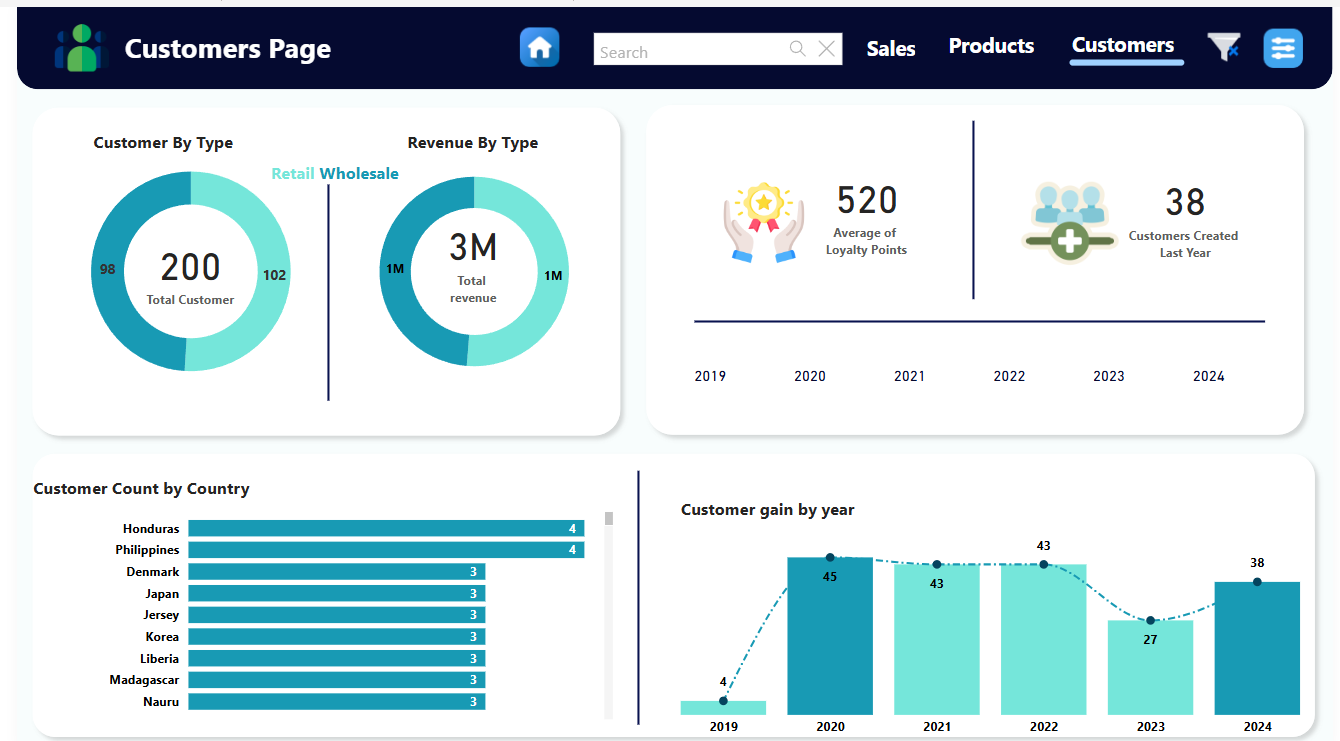 Customers Page
Search
Sales
Products
Customers
Customer By Type
Revenue By Type
Retail Wholesale
98
200
Total Customer
102
1M
3M
Total
revenue
1M
520
Average of
Loyalty Points
38
Customers Created
Last Year
2019
2020
2021
2022
2023
2024
Customer Count by Country
Honduras 4
Philippines 4
Denmark 3
Japan 3
Jersey 3
Korea 3
Liberia 3
Madagascar 3
Nauru 3
Customer gain by year
4
45
43
43
27
38
2019
2020
2021
2022
2023
2024